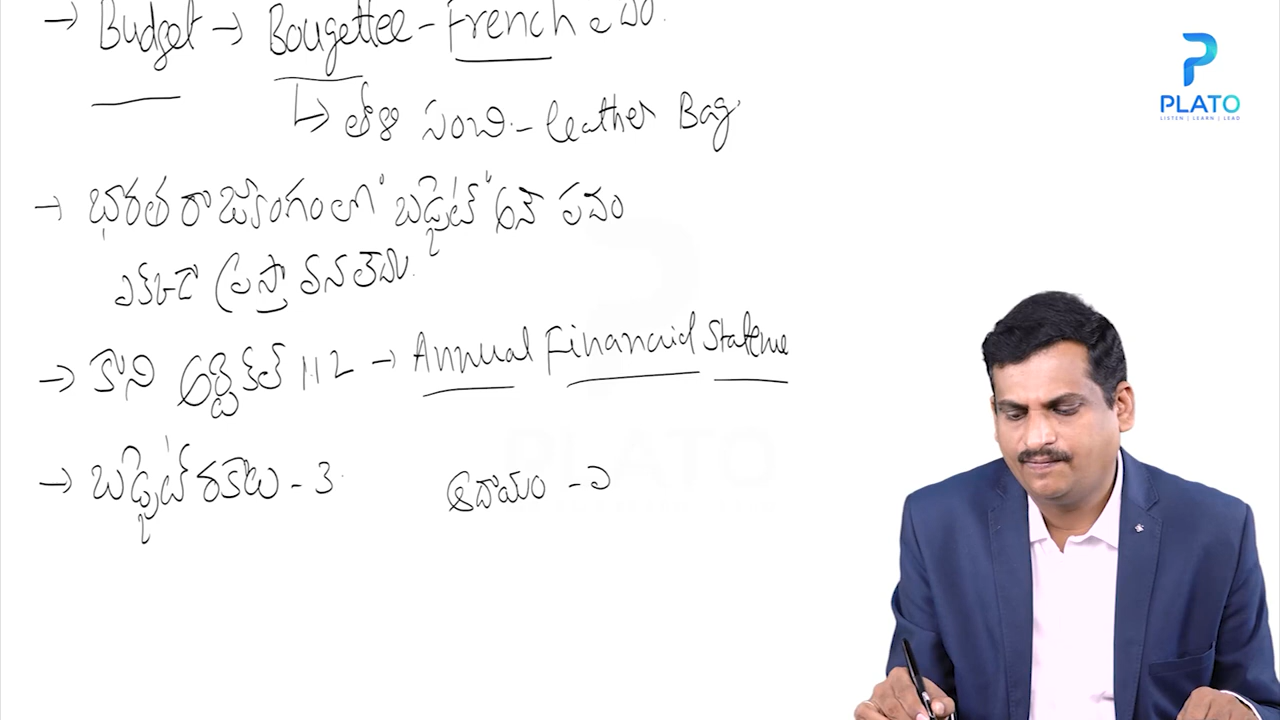 → Budget → Bougettee - French పదం.
↳ తోలు సంచి - leather Bag.
→ భారత రాజ్యాంగంలో "బడ్జెట్" అనే పదం
ఎక్కడా ప్రస్తావన లేదు.
→ కాని ఆర్టికల్ 112 → Annual Financial Stateme
→ బడ్జెట్ రకాలు - 3. ఆదాయం - వ
P
PLATO
LISTEN | LEARN | LEAD
PLATO